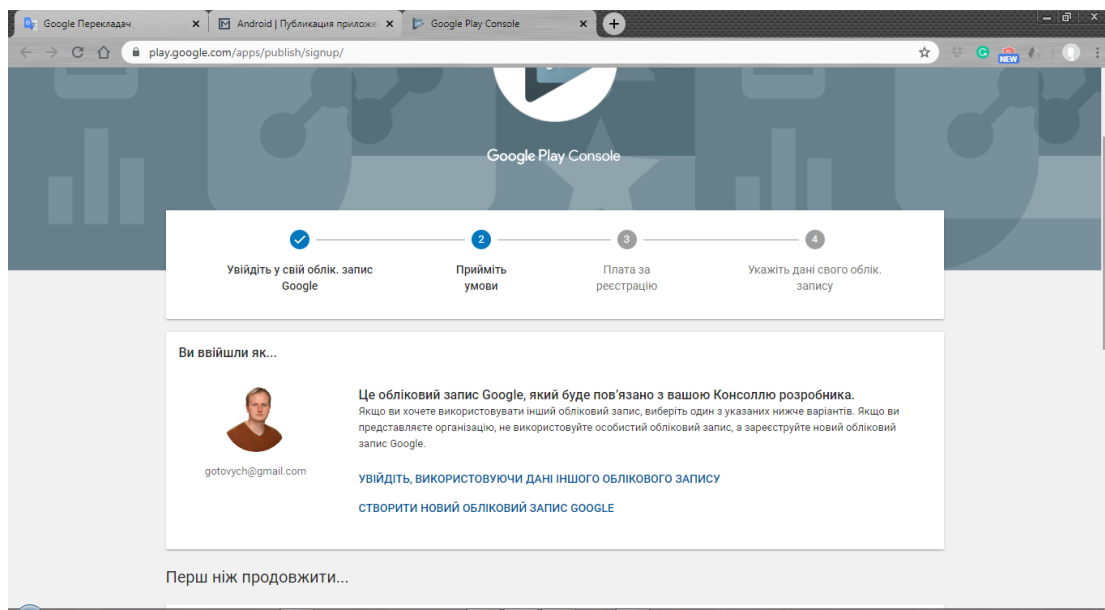 Google Перекладач
Android | Публикация приложе
Google Play Console
play.google.com/apps/publish/signup/
NEW
Google Play Console
2
3
4
Увійдіть у свій облік. запис
Google
Прийміть
умови
Плата за
реєстрацію
Укажіть дані свого облік.
запису
Ви ввійшли як...
Це обліковий запис Google, який буде пов'язано з вашою Консоллю розробника.
Якщо ви хочете використовувати інший обліковий запис, виберіть один з указаних нижче варіантів. Якщо ви
представляєте організацію, не використовуйте особистий обліковий запис, а зареєструйте новий обліковий
запис Google.
gotovych@gmail.com
УВІЙДІТЬ, ВИКОРИСТОВУЮЧИ ДАНІ ІНШОГО ОБЛІКОВОГО ЗАПИСУ
СТВОРИТИ НОВИЙ ОБЛІКОВИЙ ЗАПИС GOOGLE
Перш ніж продовжити...